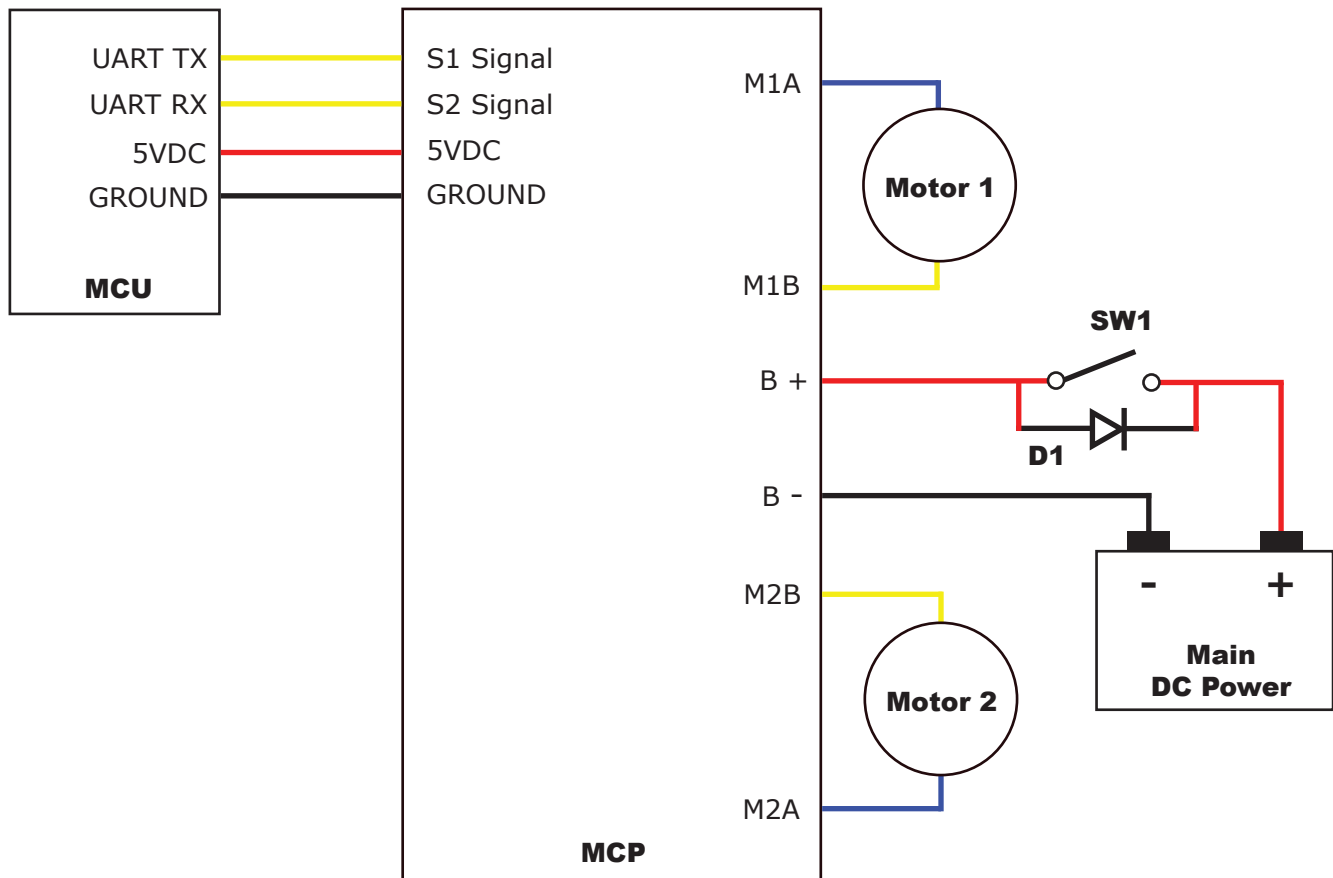 UART TX
UART RX
5VDC
GROUND
MCU
S1 Signal
S2 Signal
5VDC
GROUND
M1A
Motor 1
M1B
SW1
B +
D1
B -
- +
Main
DC Power
M2B
Motor 2
M2A
MCP